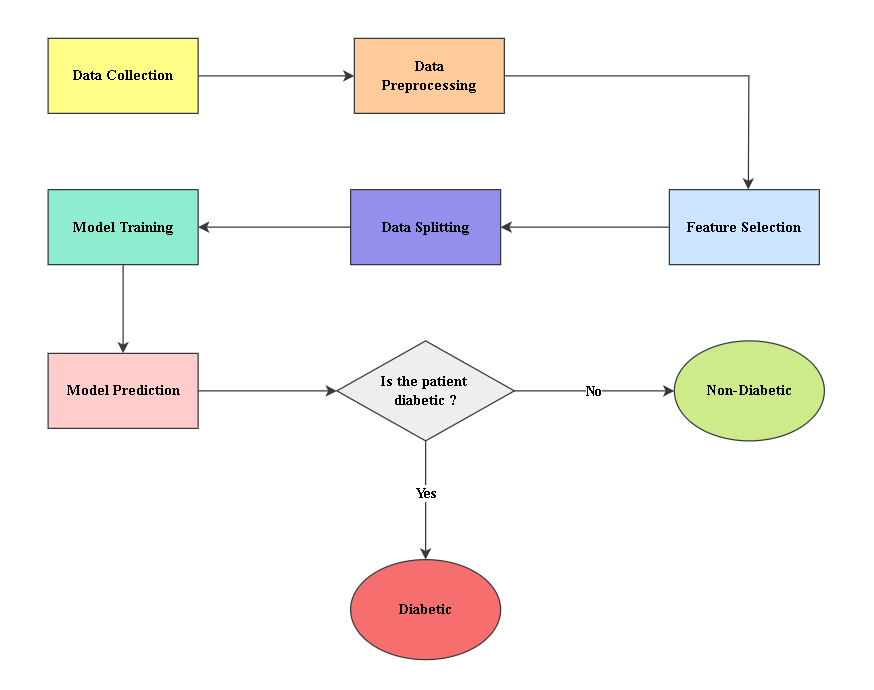 Data Collection
Data
Preprocessing
Feature Selection
Data Splitting
Model Training
Model Prediction
Is the patient
diabetic ?
No
Non-Diabetic
Yes
Diabetic